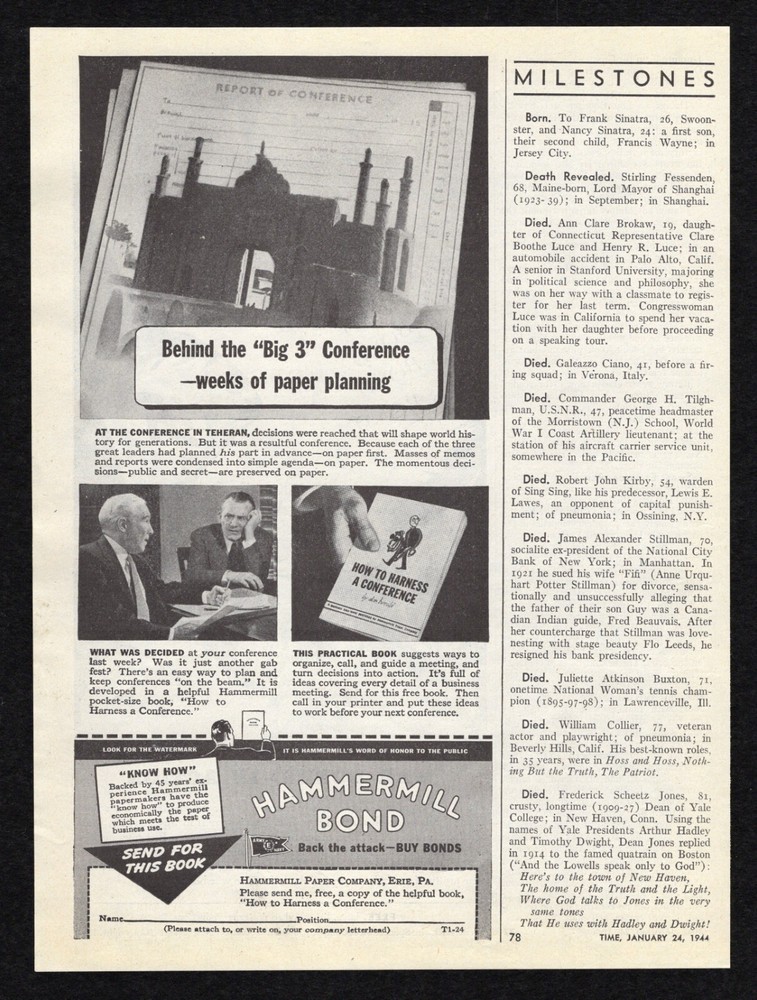 REPORT OF CONFERENCE
Behind the “Big 3” Conference
—weeks of paper planning
AT THE CONFERENCE IN TEHERAN, decisions were reached that will shape world his-
tory for generations. But it was a resultful conference. Because each of the three
great leaders had planned his part in advance—on paper first. Masses of memos
and reports were condensed into simple agenda—on paper. The momentous deci-
sions—public and secret—are preserved on paper.
HOW TO HARNESS
A CONFERENCE
WHAT WAS DECIDED at your conference
last week? Was it just another gab
fest? There's an easy way to plan and
keep conferences “on the beam.” It is
developed in a helpful Hammermill
pocket-size book, “How to
Harness a Conference.”
THIS PRACTICAL BOOK suggests ways to
organize, call, and guide a meeting, and
turn decisions into action. It's full of
ideas covering every detail of a business
meeting. Send for this free book. Then
call in your printer and put these ideas
to work before your next conference.
LOOK FOR THE WATERMARK
IT IS HAMMERMILL'S WORD OF HONOR TO THE PUBLIC
“KNOW HOW”
Backed by 45 years' ex-
perience Hammermill
papermakers have the
“know how” to produce
economically the paper
which meets the test of
business use.
HAMMERMILL
BOND
Back the attack—BUY BONDS
SEND FOR
THIS BOOK
HAMMERMILL PAPER COMPANY, ERIE, PA.
Please send me, free, a copy of the helpful book,
“How to Harness a Conference.”
Name Position
(Please attach to, or write on, your company letterhead) T1-24
MILESTONES
Born. To Frank Sinatra, 26, Swoon-
ster, and Nancy Sinatra, 24: a first son,
their second child, Francis Wayne; in
Jersey City.
Death Revealed. Stirling Fessenden,
68, Maine-born, Lord Mayor of Shanghai
(1923-39); in September; in Shanghai.
Died. Ann Clare Brokaw, 19, daugh-
ter of Connecticut Representative Clare
Boothe Luce and Henry R. Luce; in an
automobile accident in Palo Alto, Calif.
A senior in Stanford University, majoring
in political science and philosophy, she
was on her way with a classmate to regis-
ter for her last term. Congresswoman
Luce was in California to spend her vaca-
tion with her daughter before proceeding
on a speaking tour.
Died. Galeazzo Ciano, 41, before a fir-
ing squad; in Verona, Italy.
Died. Commander George H. Tilgh-
man, U.S.N.R., 47, peacetime headmaster
of the Morristown (N.J.) School, World
War I Coast Artillery lieutenant; at the
station of his aircraft carrier service unit,
somewhere in the Pacific.
Died. Robert John Kirby, 54, warden
of Sing Sing, like his predecessor, Lewis E.
Lawes, an opponent of capital punish-
ment; of pneumonia; in Ossining, N.Y.
Died. James Alexander Stillman, 70,
socialite ex-president of the National City
Bank of New York; in Manhattan. In
1921 he sued his wife “Fifi” (Anne Urqu-
hart Potter Stillman) for divorce, sensa-
tionally and unsuccessfully alleging that
the father of their son Guy was a Cana-
dian Indian guide, Fred Beauvais. After
her countercharge that Stillman was love-
nesting with stage beauty Flo Leeds, he
resigned his bank presidency.
Died. Juliette Atkinson Buxton, 71,
onetime National Woman's tennis cham-
pion (1895-97-98); in Lawrenceville, Ill.
Died. William Collier, 77, veteran
actor and playwright; of pneumonia; in
Beverly Hills, Calif. His best-known roles,
in 35 years, were in Hoss and Hoss, Noth-
ing But the Truth, The Patriot.
Died. Frederick Scheetz Jones, 81,
crusty, longtime (1909-27) Dean of Yale
College; in New Haven, Conn. Using the
names of Yale Presidents Arthur Hadley
and Timothy Dwight, Dean Jones replied
in 1914 to the famed quatrain on Boston
(“And the Lowells speak only to God”):
Here's to the town of New Haven,
The home of the Truth and the Light,
Where God talks to Jones in the very
same tones
That He uses with Hadley and Dwight!
78
TIME, JANUARY 24, 1944